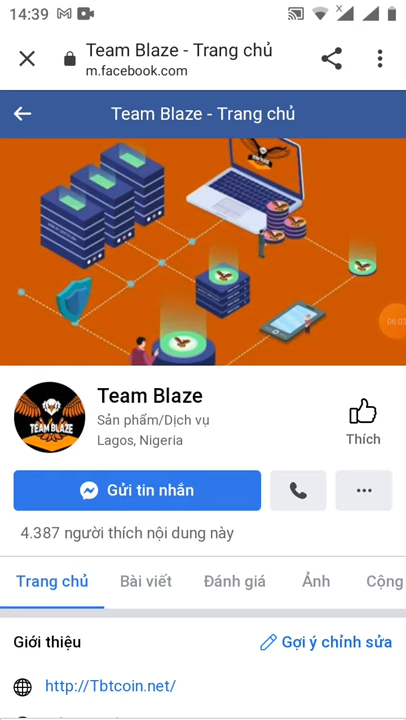 14:39
Team Blaze - Trang chủ
m.facebook.com
Team Blaze - Trang chủ
06:03
TEAM BLAZE
Team Blaze
Sản phẩm/Dịch vụ
Lagos, Nigeria
Thích
Gửi tin nhắn
4.387 người thích nội dung này
Trang chủ Bài viết Đánh giá Ảnh Cộng
Giới thiệu Gợi ý chỉnh sửa
http://Tbtcoin.net/